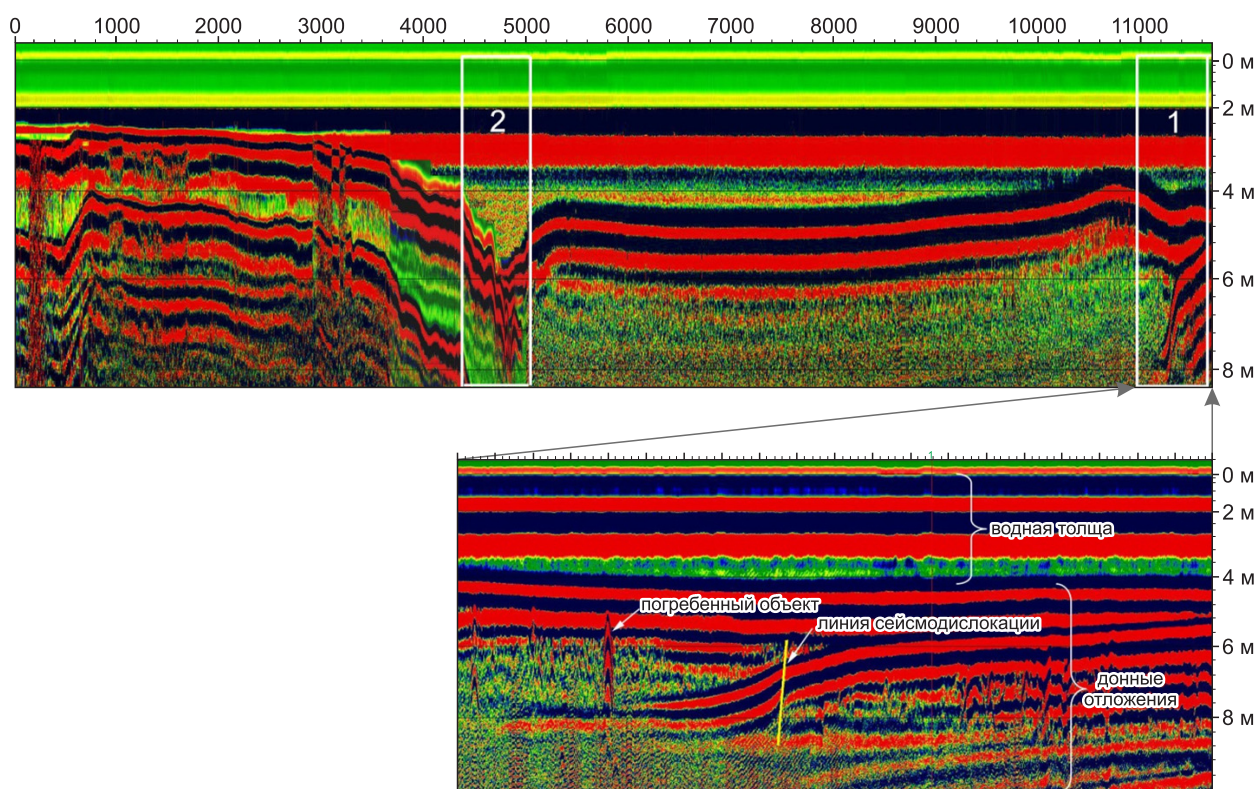 0 1000 2000 3000 4000 5000 6000 7000 8000 9000 10000 11000
0 м
2 м
4 м
6 м
8 м
2
1
0 м
2 м
4 м
6 м
8 м
водная толща
погребенный объект
линия сейсмодислокации
донные
отложения